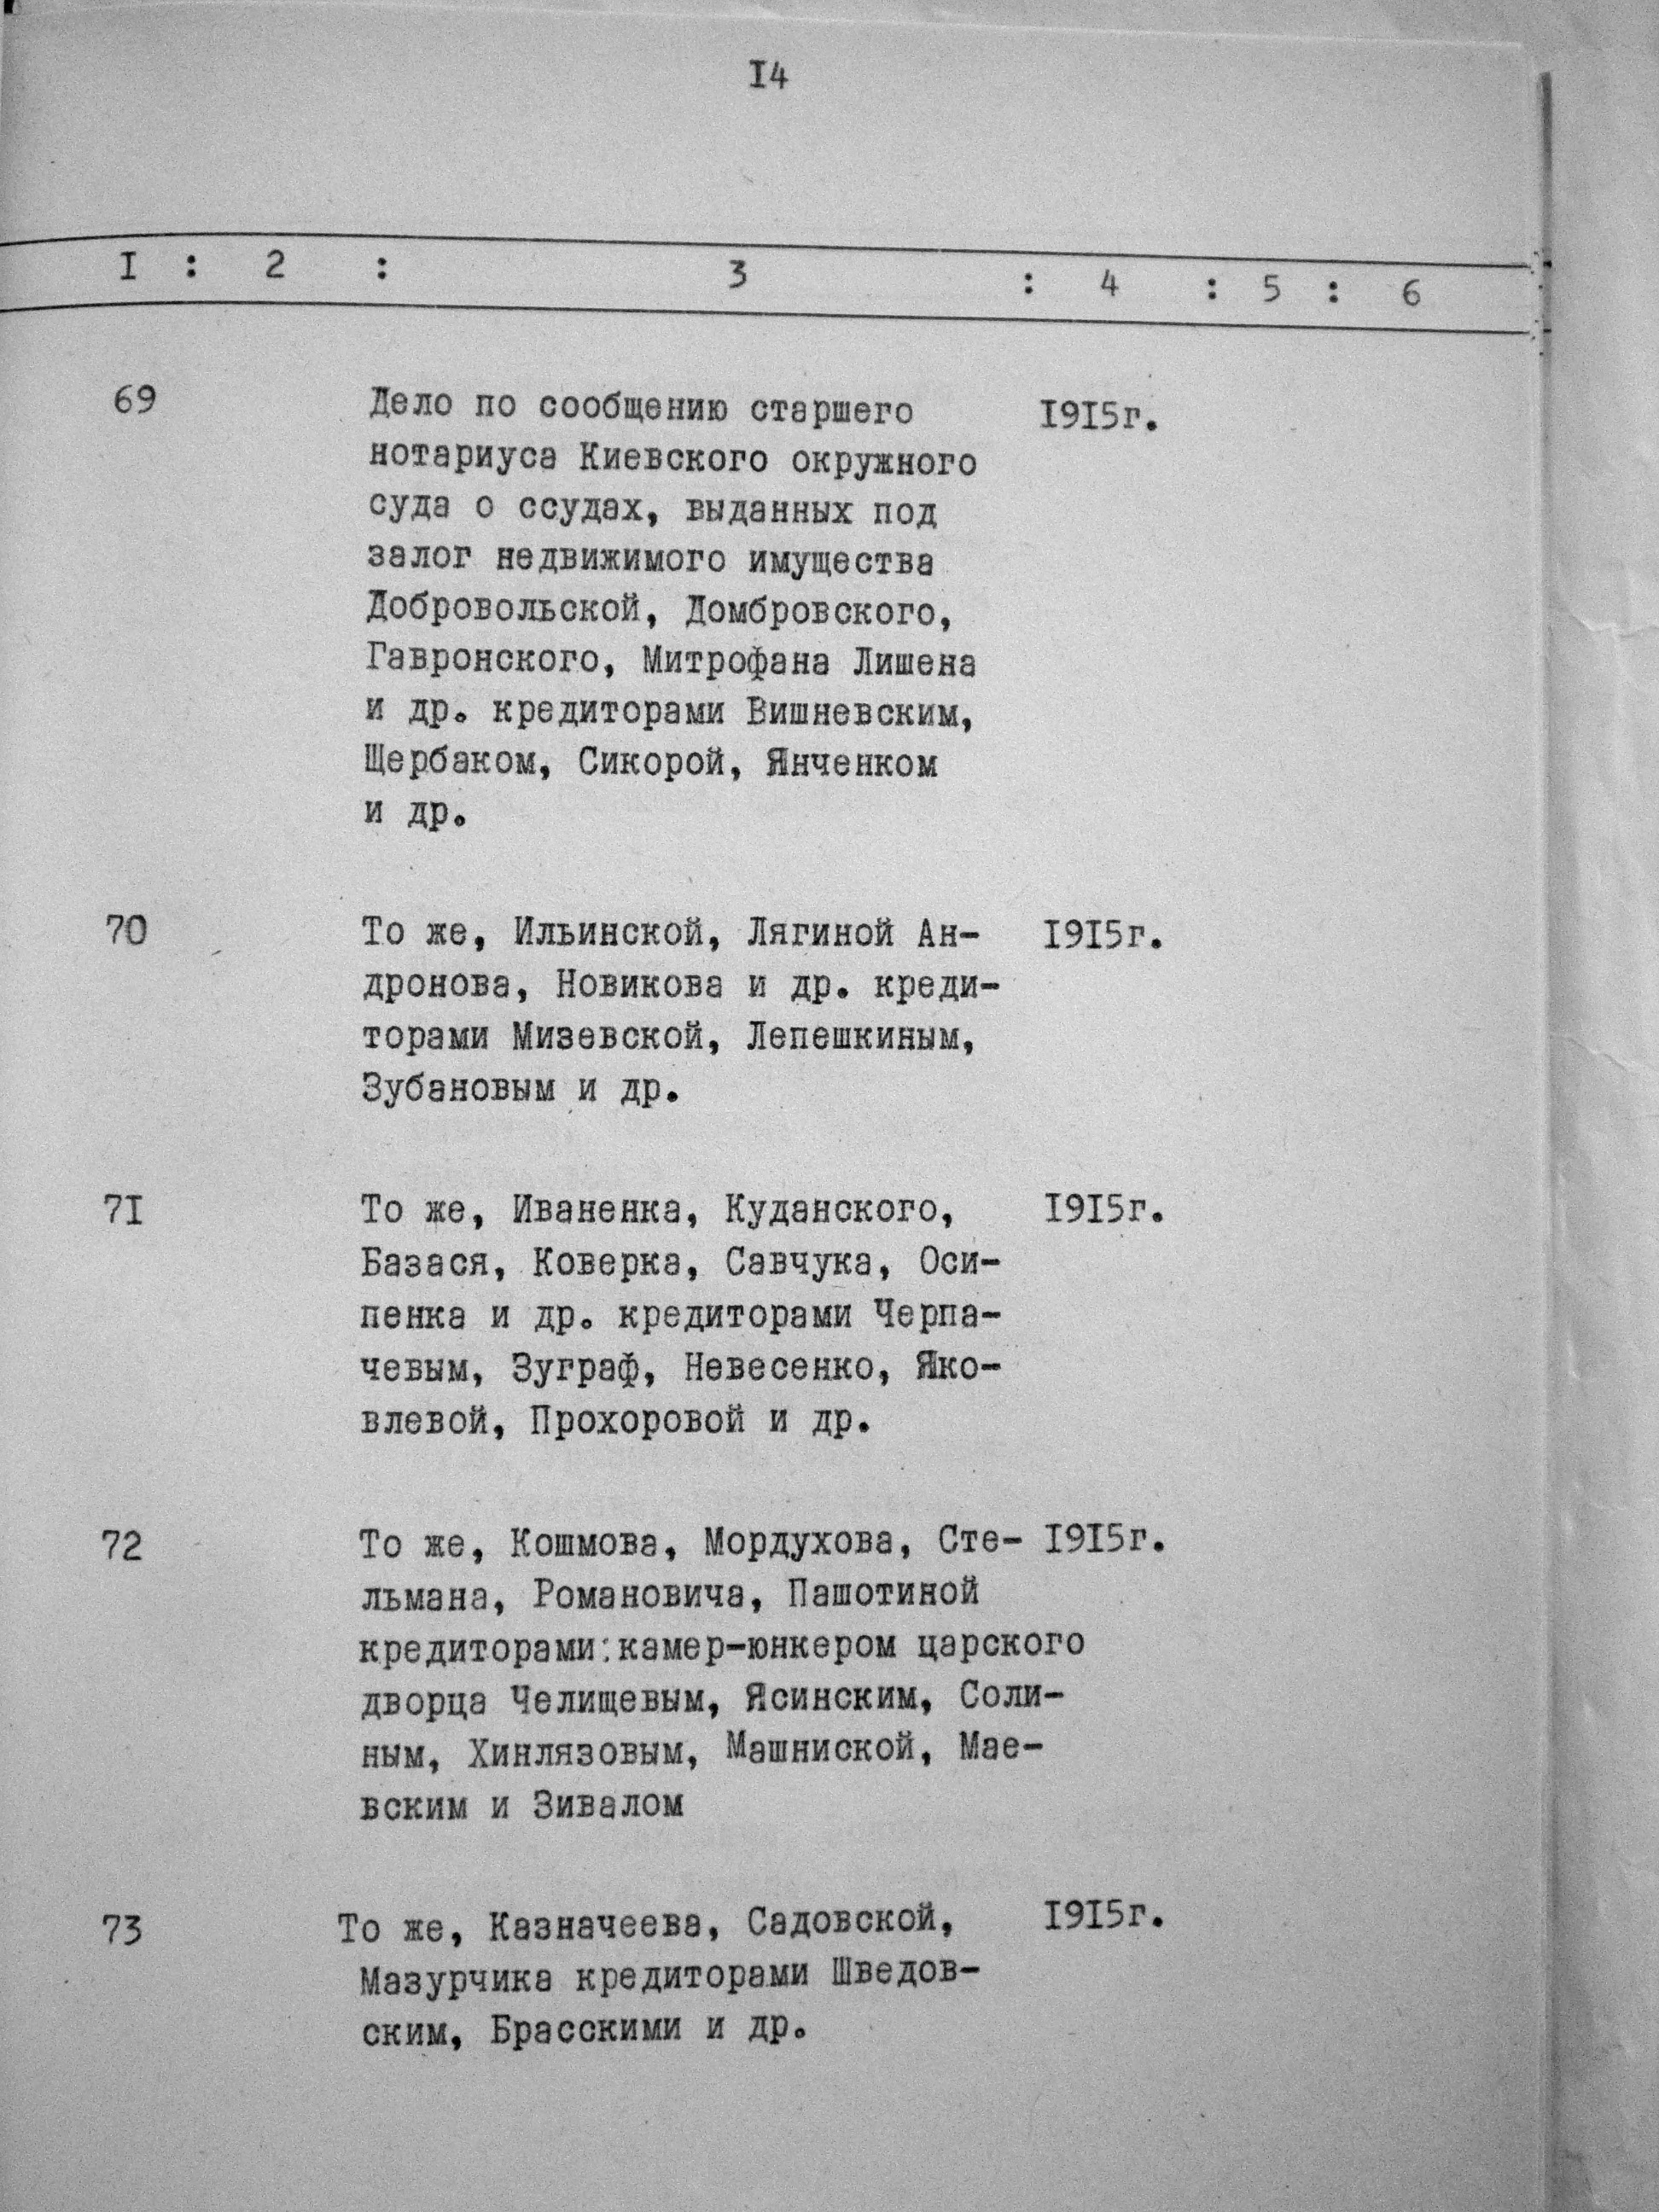 I4
I : 2 : 3 : 4 : 5 : 6
69 Дело по сообщению старшего I9I5г.
нотариуса Киевского окружного
суда о ссудах, выданных под
залог недвижимого имущества
Добровольской, Домбровского,
Гавронского, Митрофана Лишена
и др. кредиторами Вишневским,
Щербаком, Сикорой, Янченком
и др.
70 То же, Ильинской, Лягиной Ан- I9I5г.
дронова, Новикова и др. креди-
торами Мизевской, Лепешкиным,
Зубановым и др.
7I То же, Иваненка, Куданского, I9I5г.
Базася, Коверка, Савчука, Оси-
пенка и др. кредиторами Черпа-
чевым, Зуграф, Невесенко, Яко-
влевой, Прохоровой и др.
72 То же, Кошмова, Мордухова, Сте- I9I5г.
льмана, Романовича, Пашотиной
кредиторами:камер-юнкером царского
дворца Челищевым, Ясинским, Соли-
ным, Хинлязовым, Машниской, Мае-
вским и Зивалом
73 То же, Казначеева, Садовской, I9I5г.
Мазурчика кредиторами Шведов-
ским, Брасскими и др.